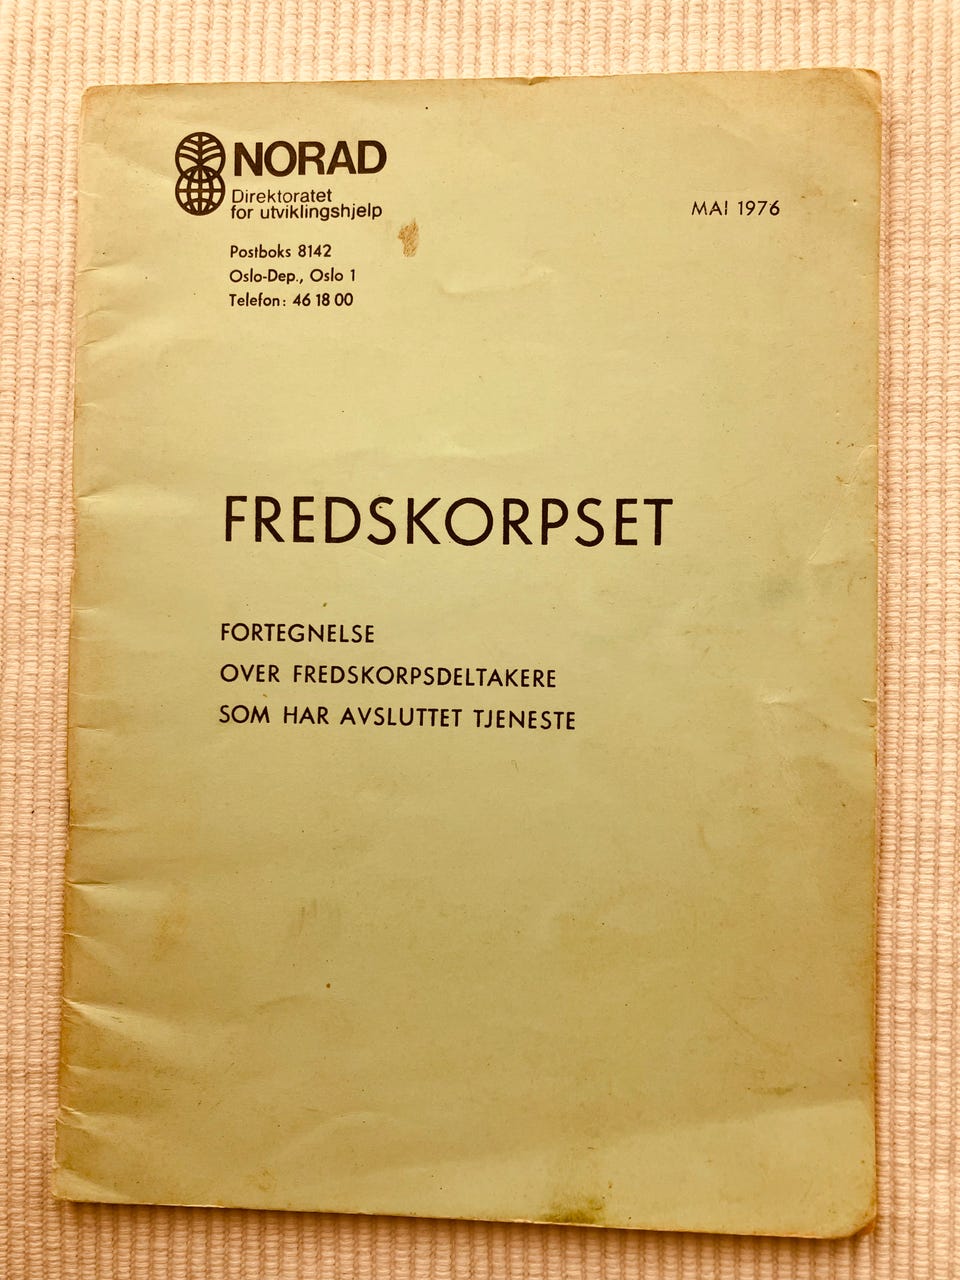 NORAD
Direktoratet
for utviklingshjelp
MAI 1976
Postboks 8142
Oslo-Dep., Oslo 1
Telefon: 46 18 00
FREDSKORPSET
FORTEGNELSE
OVER FREDSKORPSDELTAKERE
SOM HAR AVSLUTTET TJENESTE